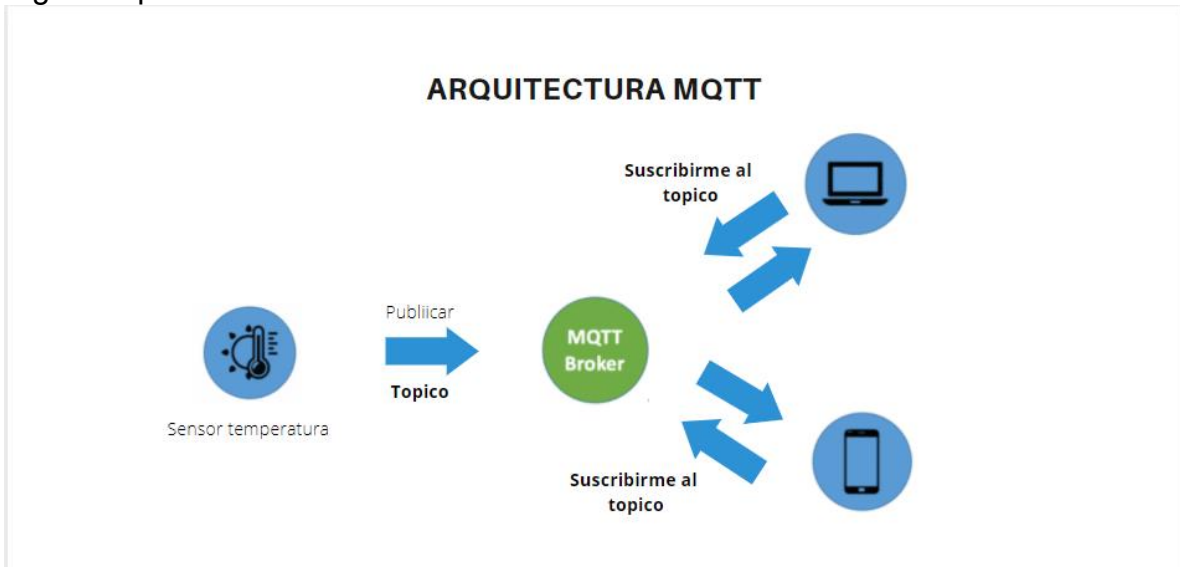 ARQUITECTURA MQTT
Suscribirme al
topico
Publiicar
MQTT
Broker
Topico
Sensor temperatura
Suscribirme al
topico